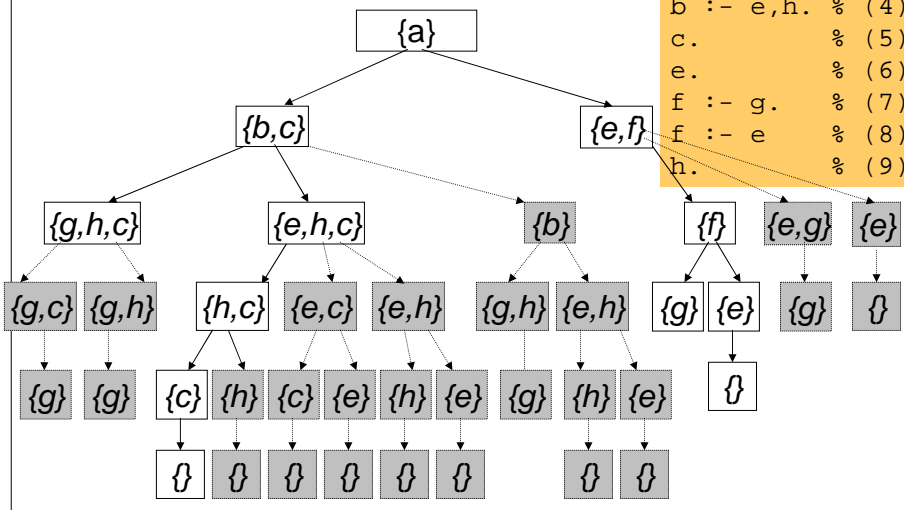 b :- e,h. % (4)
c. % (5)
e. % (6)
f :- g. % (7)
f :- e % (8)
h. % (9)
{a}
{b,c} {e,f}
{g,h,c} {e,h,c} {b} {f} {e,g} {e}
{g,c} {g,h} {h,c} {e,c} {e,h} {g,h} {e,h} {g} {e} {g} {}
{g} {g} {c} {h} {c} {e} {h} {e} {g} {h} {e} {}
{} {} {} {} {} {} {} {}